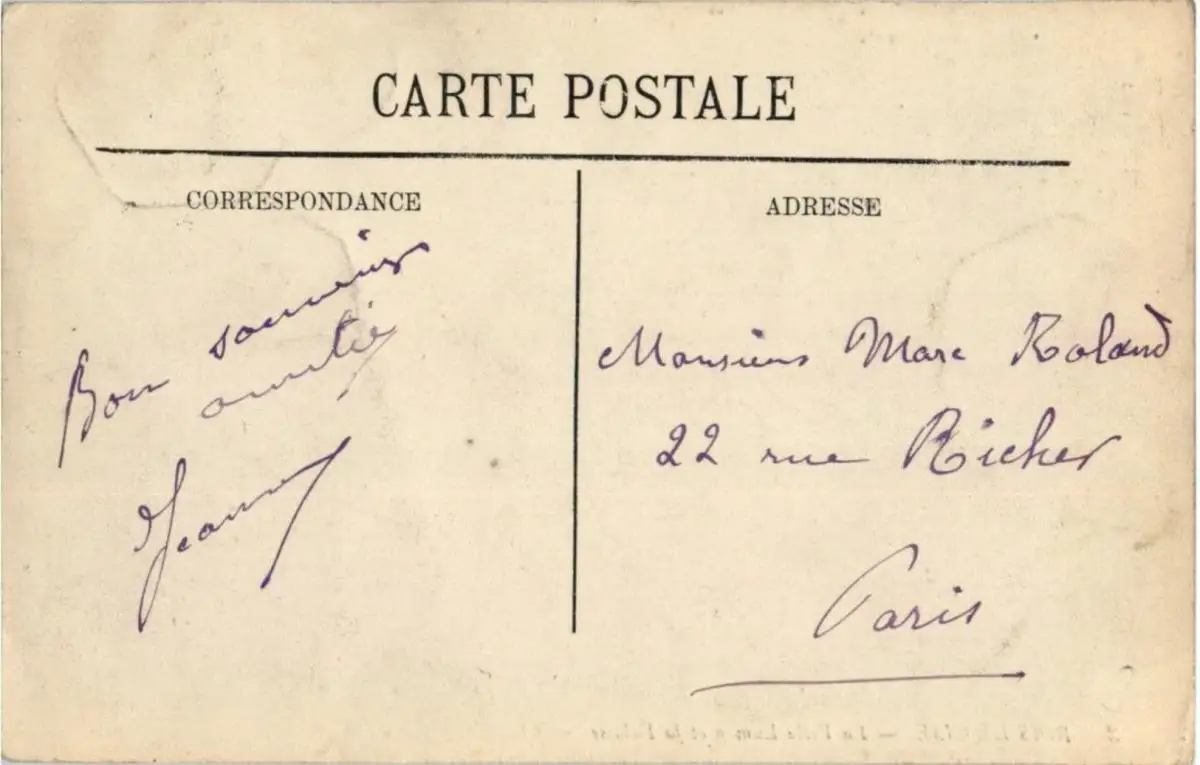 CARTE POSTALE
CORRESPONDANCE
Bon souvenir
amitié
Jeanne
ADRESSE
Monsieur Marc Roland
22 rue Richer
Paris